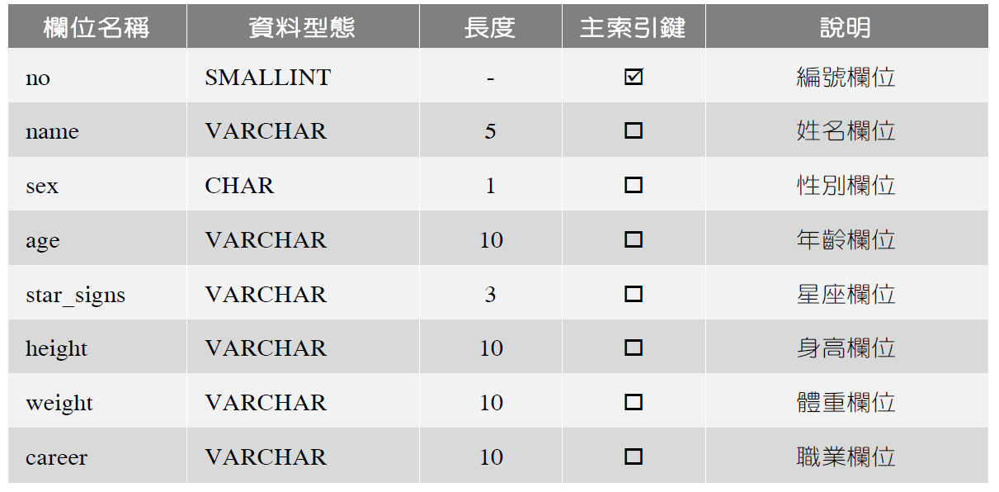 欄位名稱 資料型態 長度 主索引鍵 說明
no SMALLINT - ☑ 編號欄位
name VARCHAR 5 ☐ 姓名欄位
sex CHAR 1 ☐ 性別欄位
age VARCHAR 10 ☐ 年齡欄位
star_signs VARCHAR 3 ☐ 星座欄位
height VARCHAR 10 ☐ 身高欄位
weight VARCHAR 10 ☐ 體重欄位
career VARCHAR 10 ☐ 職業欄位